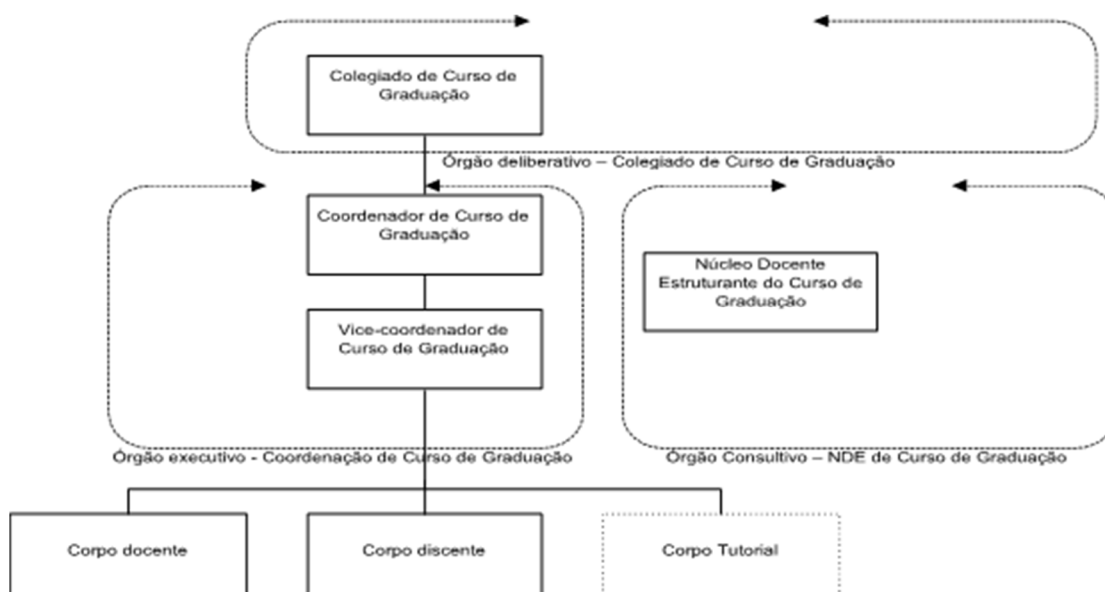 Colegiado de Curso de
Graduação
Órgão deliberativo – Colegiado de Curso de Graduação
Coordenador de Curso de
Graduação
Vice-coordenador de
Curso de Graduação
Órgão executivo - Coordenação de Curso de Graduação
Núcleo Docente
Estruturante do Curso de
Graduação
Órgão Consultivo – NDE de Curso de Graduação
Corpo docente
Corpo discente
Corpo Tutorial